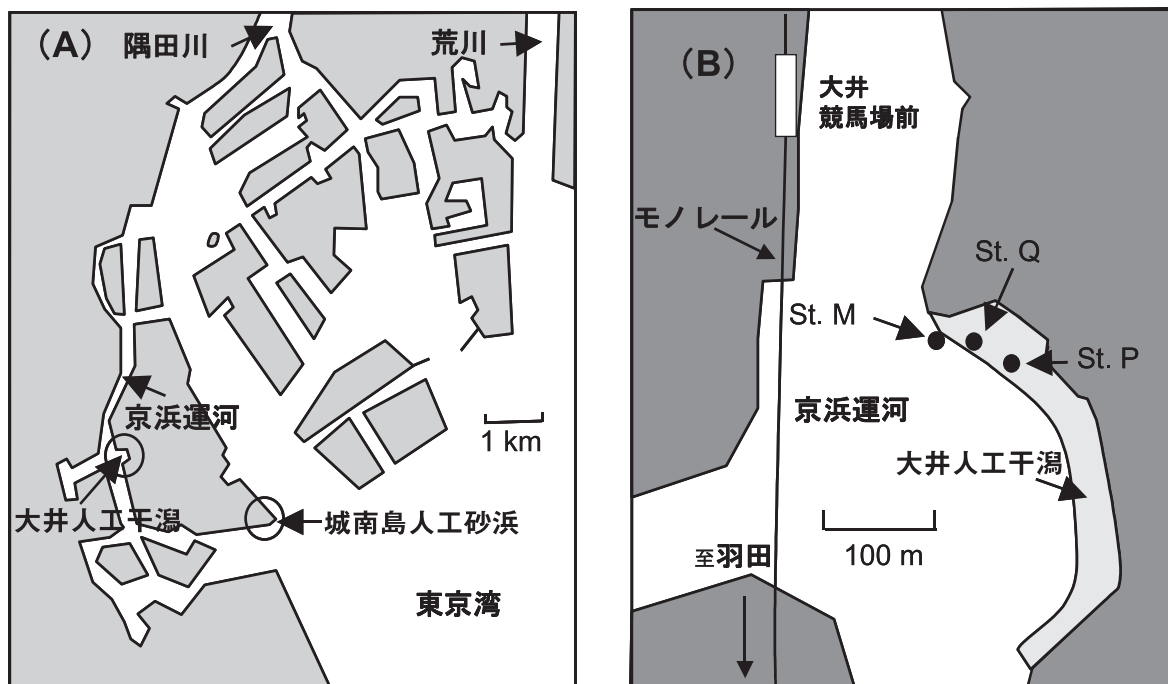 (A)
隅田川
荒川
京浜運河
1 km
大井人工干潟
城南島人工砂浜
東京湾
(B)
大井
競馬場前
モノレール
St. Q
St. M
St. P
京浜運河
大井人工干潟
100 m
至羽田